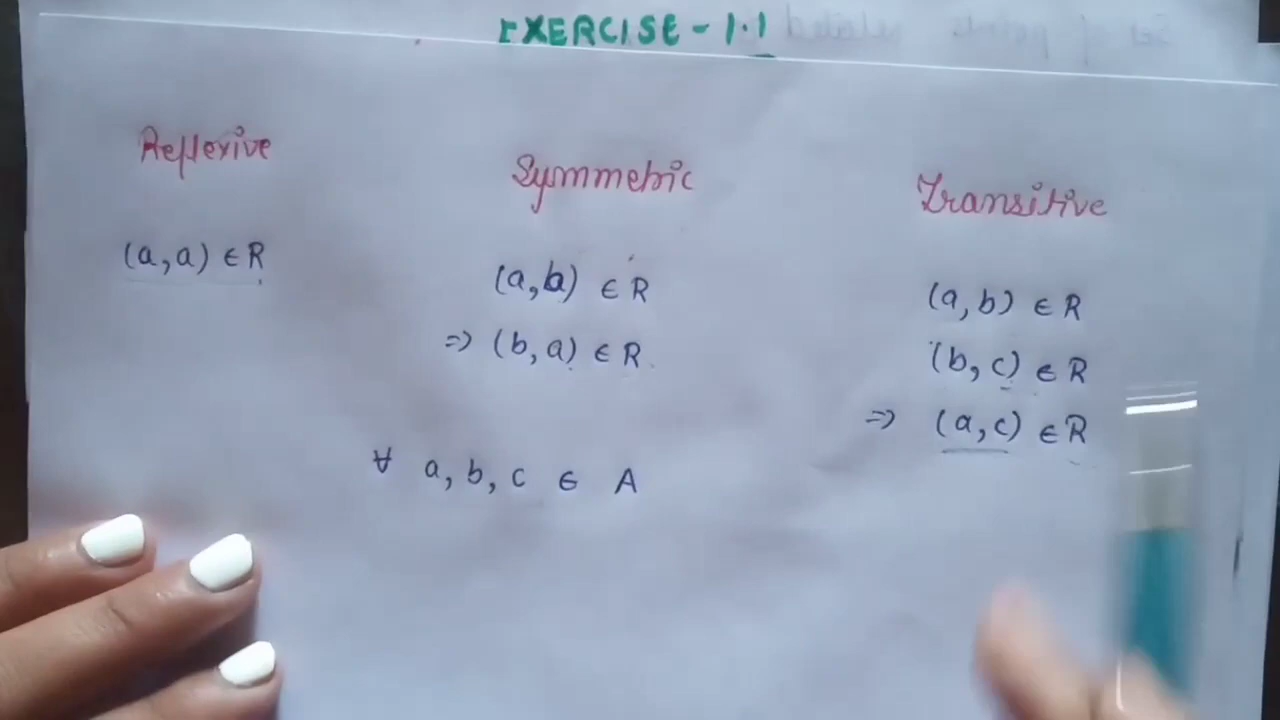 EXERCISE - 1.1
Reflexive
(a,a) ∈ R
Symmetric
(a,b) ∈ R
⇒ (b,a) ∈ R
Transitive
(a,b) ∈ R
(b,c) ∈ R
⇒ (a,c) ∈ R
∀ a, b, c ∈ A